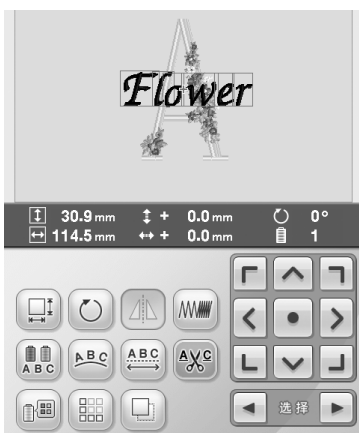 A
Flower
30.9 mm + 0.0 mm 0°
114.5 mm + 0.0 mm 1
ABC ABC ABC A C
选择